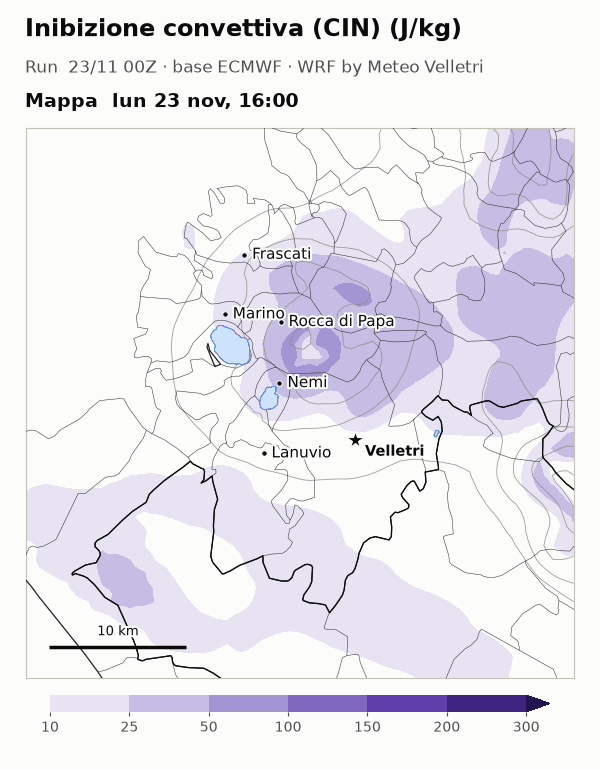 Inibizione convettiva (CIN) (J/kg)
Run 23/11 00Z · base ECMWF · WRF by Meteo Velletri
Mappa lun 23 nov, 16:00
Frascati
Marino
Rocca di Papa
Nemi
Velletri
Lanuvio
10 km
10 25 50 100 150 200 300